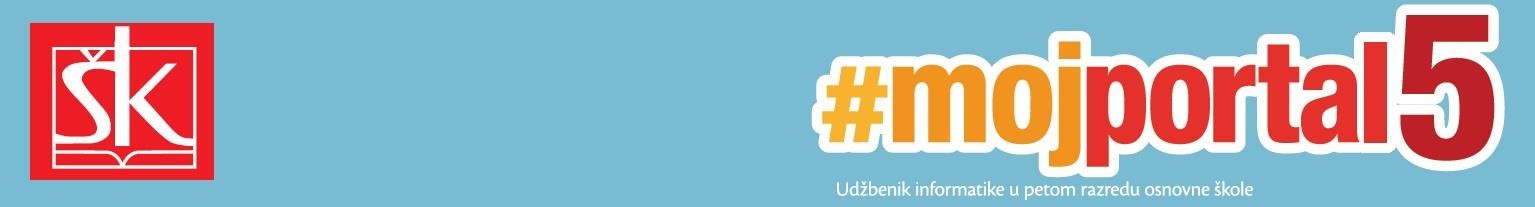 ŠK
#mojportal5
Udžbenik informatike u petom razredu osnovne škole